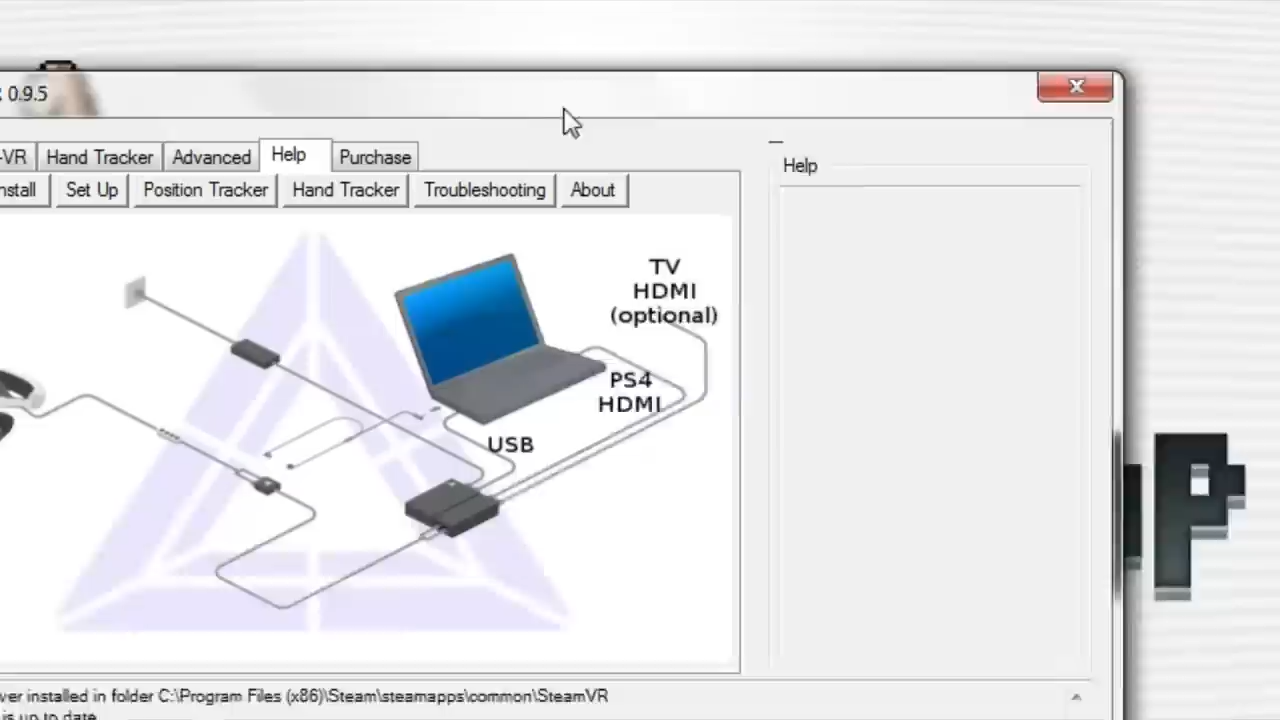 0.9.5
-VR
Hand Tracker
Advanced
Help
Purchase
Help
nstall
Set Up
Position Tracker
Hand Tracker
Troubleshooting
About
TV
HDMI
(optional)
PS4
HDMI
USB
P
ver installed in folder C:\Program Files (x86)\Steam\steamapps\common\SteamVR
is up to date